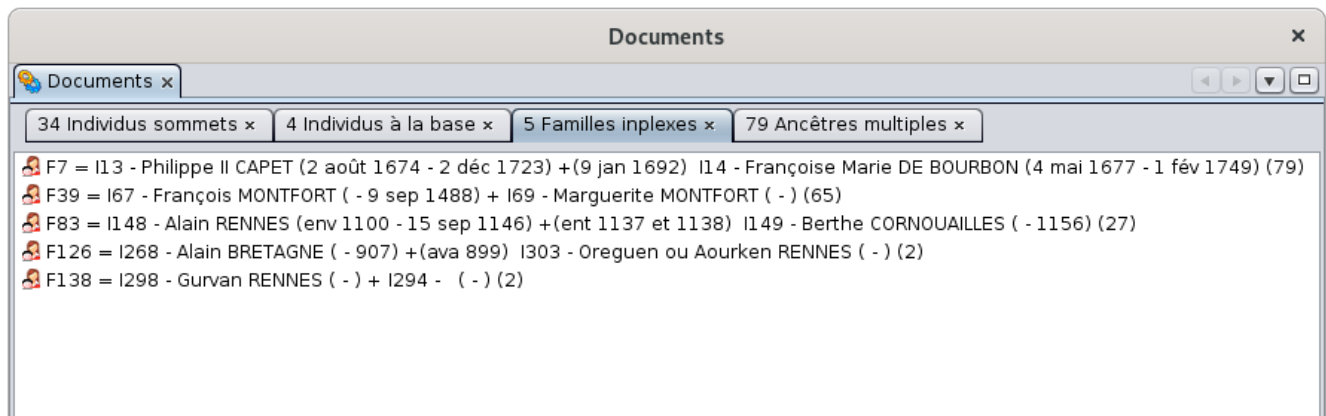 Documents
Documents
34 Individus sommets
4 Individus à la base
5 Familles inplexes
79 Ancêtres multiples
F7 = I13 - Philippe II CAPET (2 août 1674 - 2 déc 1723) +(9 jan 1692)  I14 - Françoise Marie DE BOURBON (4 mai 1677 - 1 fév 1749) (79)
F39 = I67 - François MONTFORT ( - 9 sep 1488) + I69 - Marguerite MONTFORT ( - ) (65)
F83 = I148 - Alain RENNES (env 1100 - 15 sep 1146) +(ent 1137 et 1138)  I149 - Berthe CORNOUAILLES ( - 1156) (27)
F126 = I268 - Alain BRETAGNE ( - 907) +(ava 899)  I303 - Oreguen ou Aourken RENNES ( - ) (2)
F138 = I298 - Gurvan RENNES ( - ) + I294 -   ( - ) (2)